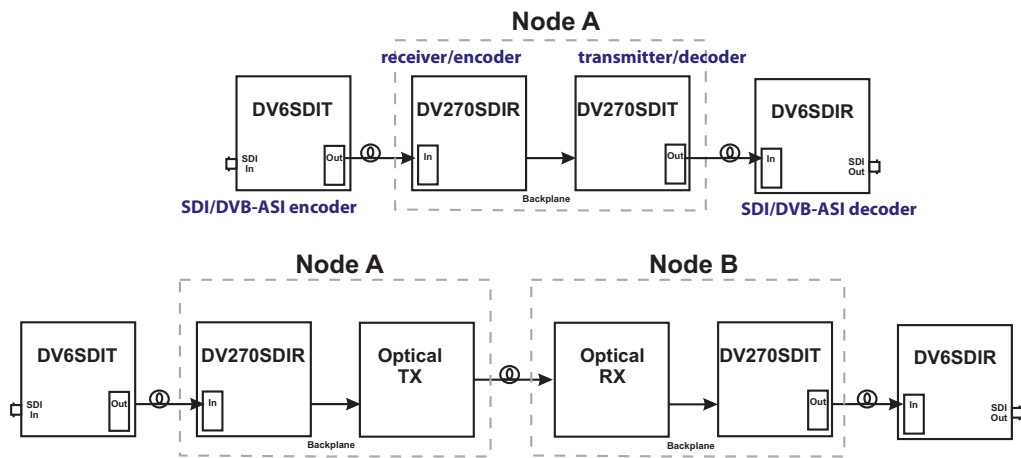 Node A
receiver/encoder
transmitter/decoder
DV6SDIT
DV270SDIR
DV270SDIT
DV6SDIR
SDI
In
Out
In
Out
In
SDI
Out
Backplane
SDI/DVB-ASI encoder
SDI/DVB-ASI decoder
Node A
Node B
DV6SDIT
DV270SDIR
Optical
TX
Optical
RX
DV270SDIT
DV6SDIR
SDI
In
Out
In
Out
In
SDI
Out
Backplane
Backplane